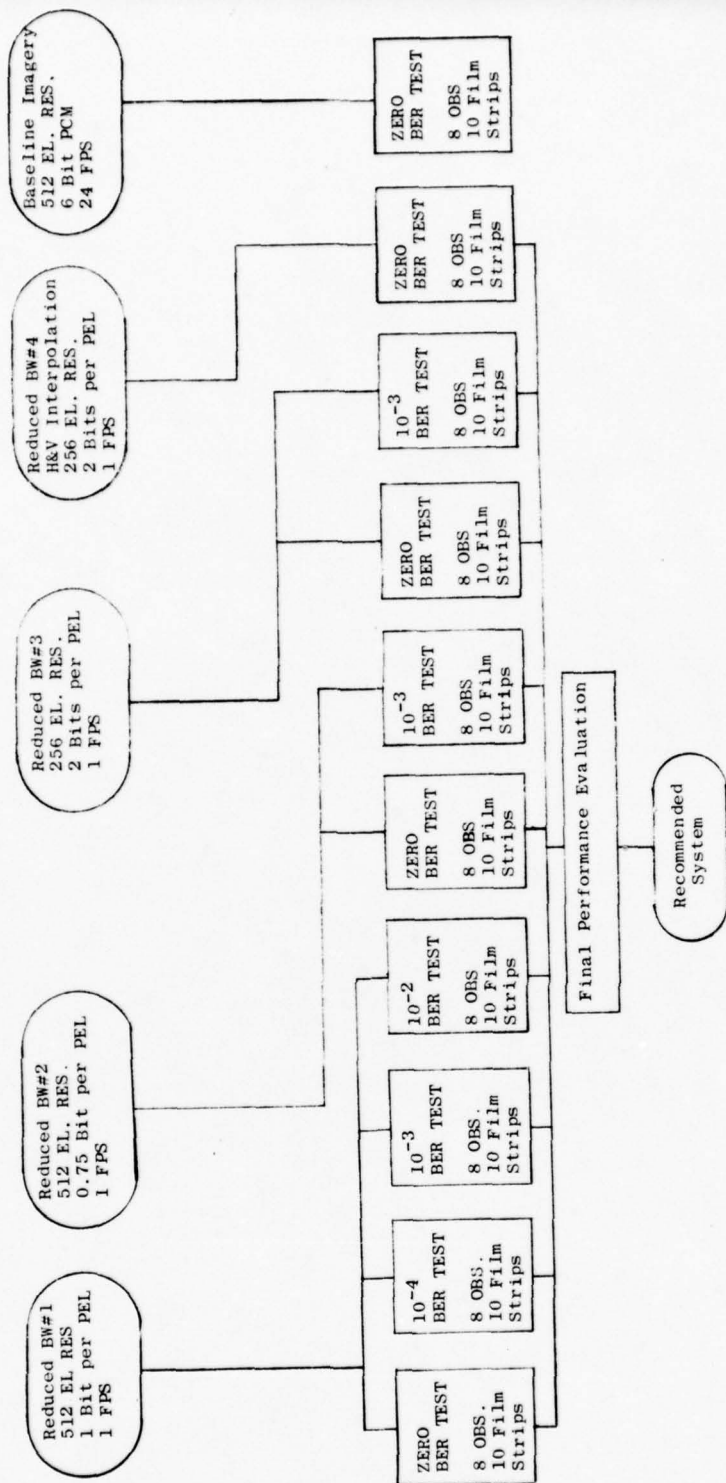 Reduced BW#1
512 EL RES
1 Bit per PEL
1 FPS
Reduced BW#2
512 EL. RES.
0.75 Bit per PEL
1 FPS
Reduced BW#3
256 EL. RES.
2 Bits per PEL
1 FPS
Reduced BW#4
H&V Interpolation
256 EL. RES.
2 Bits per PEL
1 FPS
Baseline Imagery
512 EL. RES.
6 Bit PCM
24 FPS
ZERO
BER TEST
8 OBS.
10 Film
Strips
10-4
BER TEST
8 OBS.
10 Film
Strips
10-3
BER TEST
8 OBS.
10 Film
Strips
10-2
BER TEST
8 OBS
10 Film
Strips
ZERO
BER TEST
8 OBS
10 Film
Strips
10-3
BER TEST
8 OBS
10 Film
Strips
ZERO
BER TEST
8 OBS
10 Film
Strips
10-3
BER TEST
8 OBS
10 Film
Strips
ZERO
BER TEST
8 OBS
10 Film
Strips
ZERO
BER TEST
8 OBS
10 Film
Strips
Final Performance Evaluation
Recommended
System